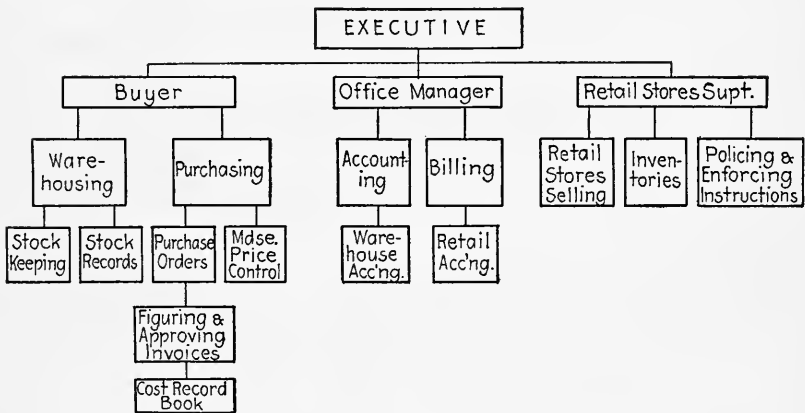 EXECUTIVE
Buyer
Office Manager
Retail Stores Supt.
Ware-
housing
Purchasing
Account-
ing
Billing
Retail
Stores
Selling
Inven-
tories
Policing &
Enforcing
Instructions
Stock
Keeping
Stock
Records
Purchase
Orders
Mdse.
Price
Control
Ware-
house
Acc'ng.
Retail
Acc'ng.
Figuring &
Approving
Invoices
Cost Record
Book